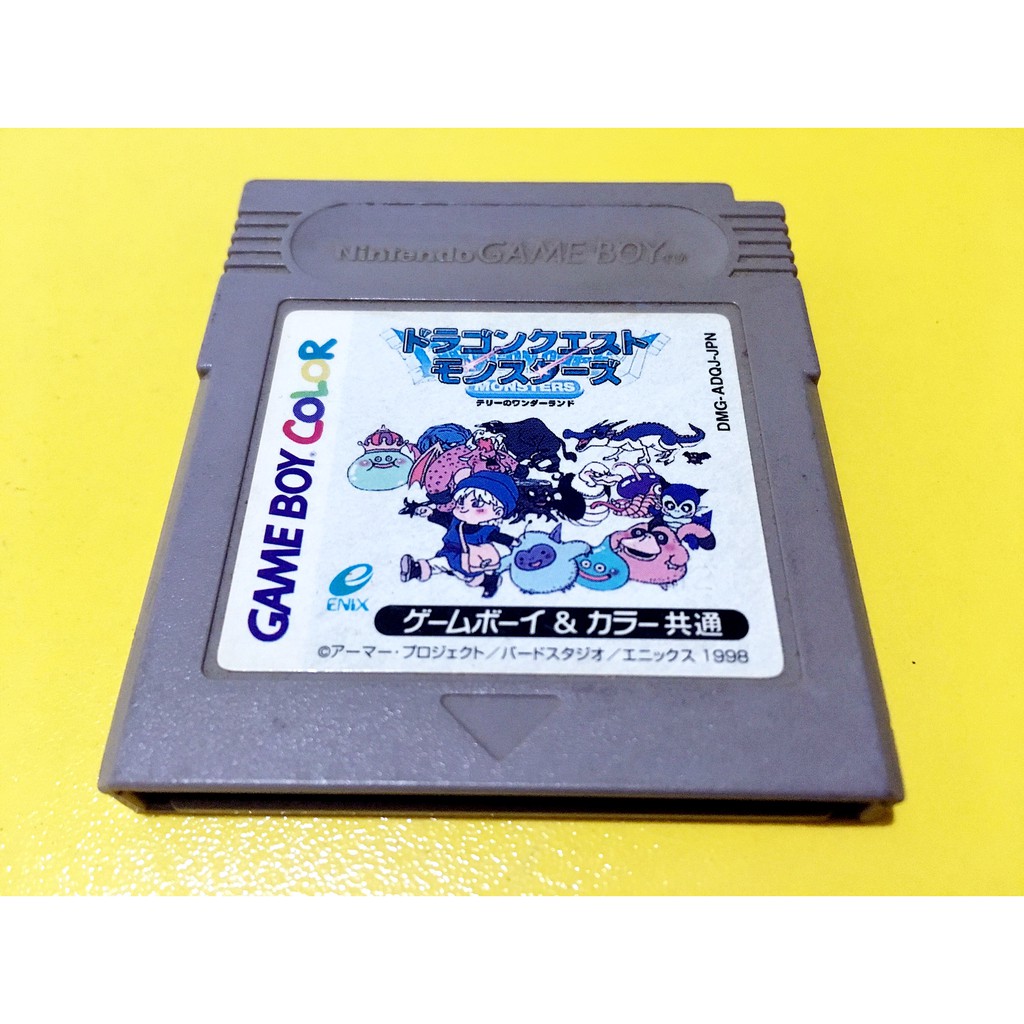 Nintendo GAME BOY TM
GAME BOY COLOR
ドラゴンクエスト
モンスターズ
MONSTERS
テリーのワンダーランド
DMG-ADQJ-JPN
ENIX
ゲームボーイ & カラー共通
©アーマー・プロジェクト/バードスタジオ/エニックス 1998